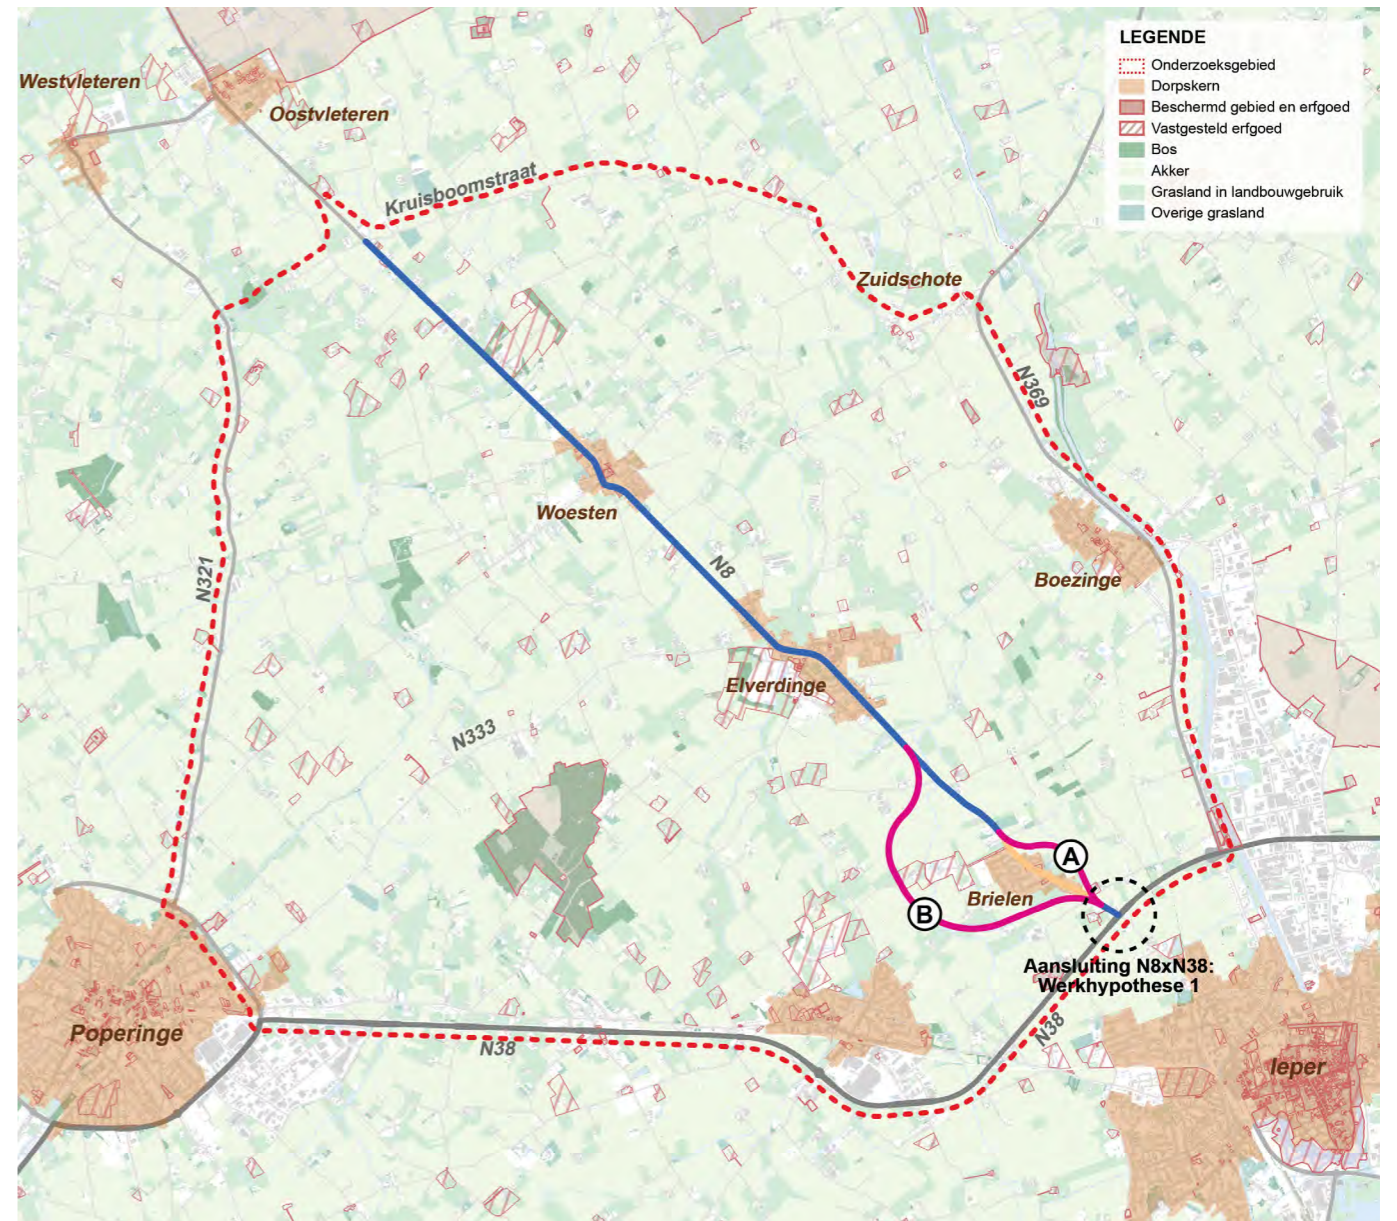 LEGENDE
Onderzoeksgebied
Dorpskern
Beschermd gebied en erfgoed
Vastgesteld erfgoed
Bos
Akker
Grasland in landbouwgebruik
Overige grasland
Westvleteren
Oostvleteren
Kruisboomstraat
Zuidschote
N369
Woesten
N8
N321
Boezinge
Elverdinge
N333
A
Brielen
B
Aansluiting N8xN38:
Werkhypothese 1
Poperinge
N38
N38
Ieper